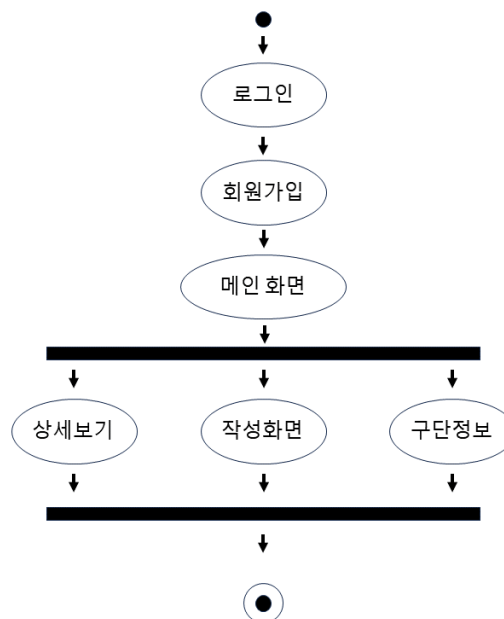 로그인
회원가입
메인 화면
상세보기
작성화면
구단정보